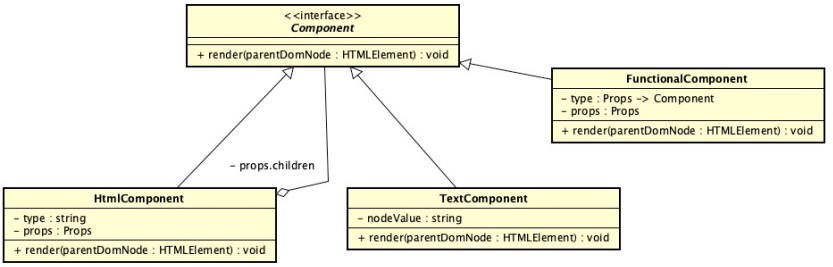 <<interface>>
Component
+ render(parentDomNode : HTMLElement) : void
FunctionalComponent
- type : Props -> Component
- props : Props
+ render(parentDomNode : HTMLElement) : void
- props.children
HtmlComponent
- type : string
- props : Props
+ render(parentDomNode : HTMLElement) : void
TextComponent
- nodeValue : string
+ render(parentDomNode : HTMLElement) : void